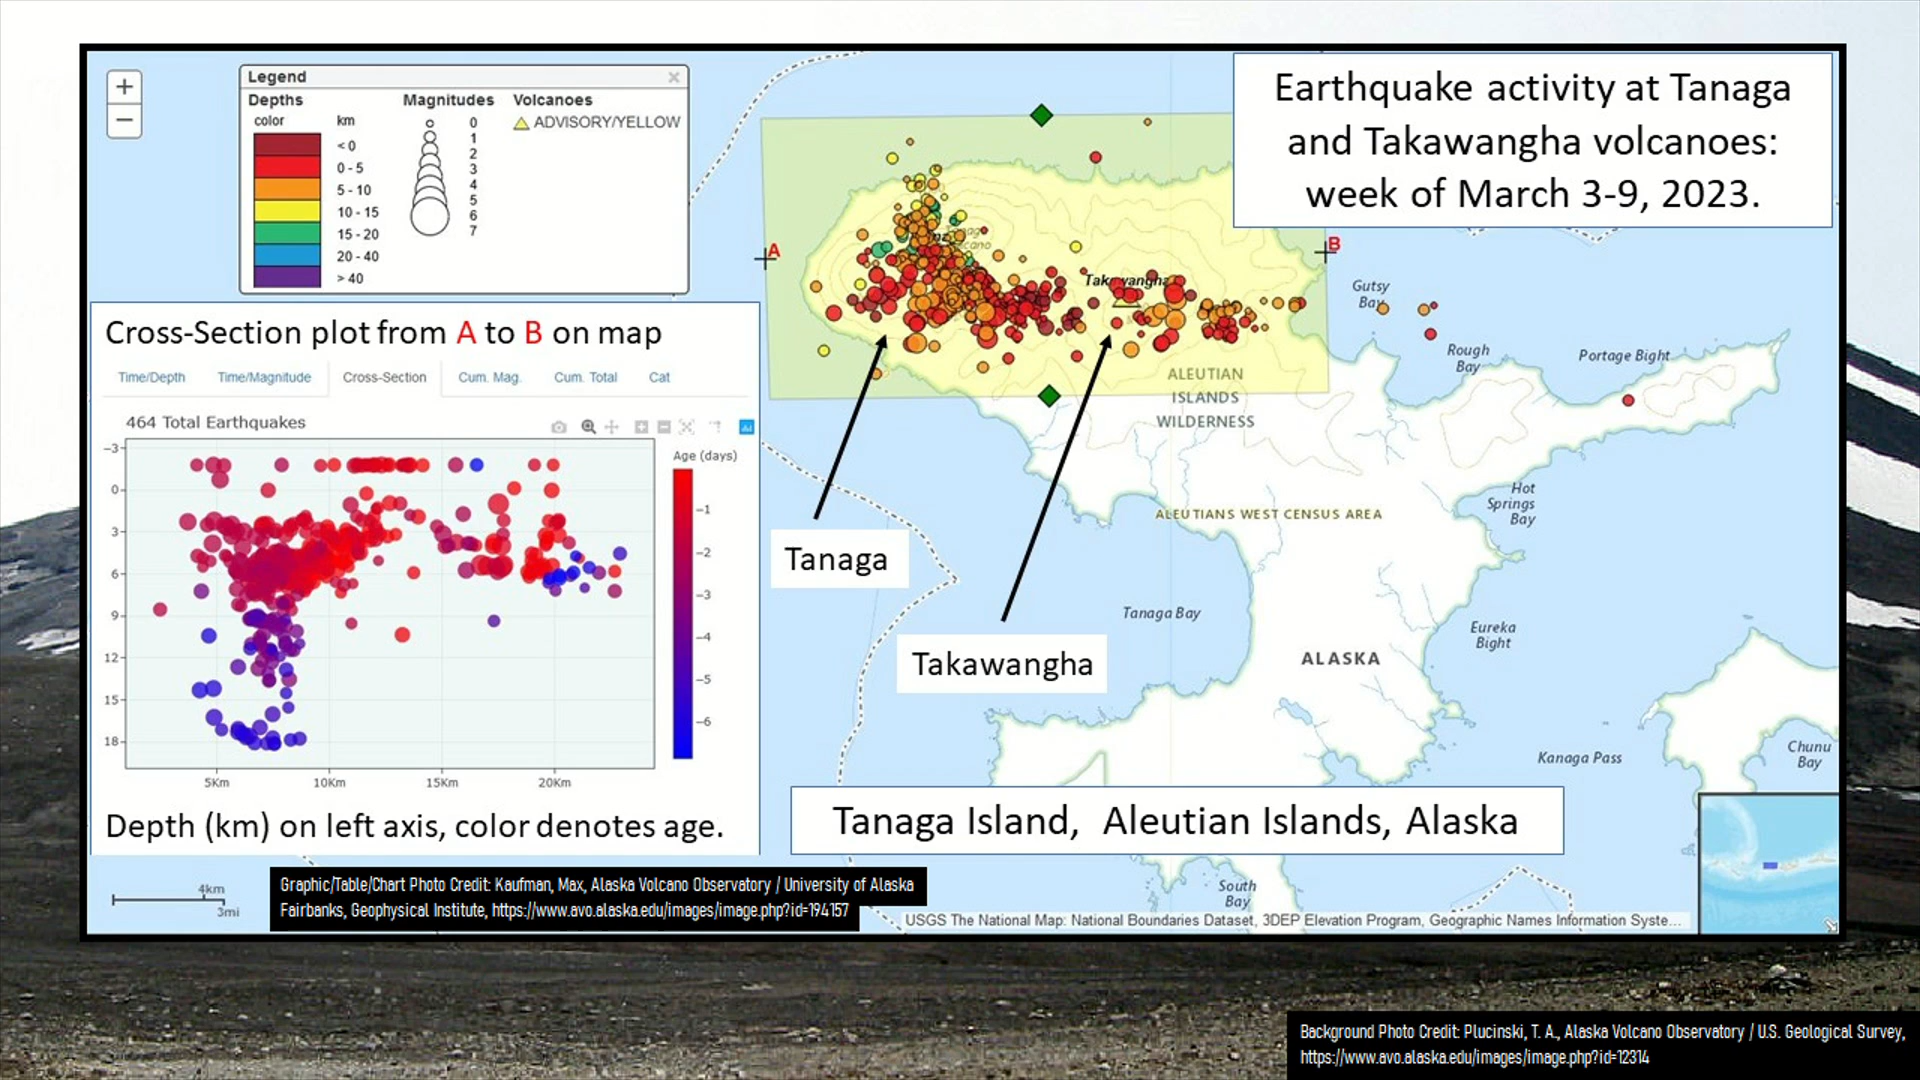 Earthquake activity at Tanaga
and Takawangha volcanoes:
week of March 3-9, 2023.
+
−
Legend
×
Depths
color
km
< 0
0 - 5
5 - 10
10 - 15
15 - 20
20 - 40
> 40
Magnitudes
0
1
2
3
4
5
6
7
Volcanoes
ADVISORY/YELLOW
A
B
Takawangha
Cross-Section plot from A to B on map
Time/Depth
Time/Magnitude
Cross-Section
Cum. Mag.
Cum. Total
Cat
464 Total Earthquakes
Age (days)
−3
0
3
6
9
12
15
18
5Km
10Km
15Km
20Km
−1
−2
−3
−4
−5
−6
Depth (km) on left axis, color denotes age.
Gutsy
Bay
Rough
Bay
Portage Bight
ALEUTIAN
ISLANDS
WILDERNESS
Hot
Springs
Bay
ALEUTIANS WEST CENSUS AREA
Tanaga
Tanaga Bay
Eureka
Bight
Takawangha
ALASKA
Kanaga Pass
Chunu
Bay
Tanaga Island, Aleutian Islands, Alaska
South
Bay
4km
3mi
Graphic/Table/Chart Photo Credit: Kaufman, Max, Alaska Volcano Observatory / University of Alaska
Fairbanks, Geophysical Institute, https://www.avo.alaska.edu/images/image.php?id=194157
USGS The National Map: National Boundaries Dataset, 3DEP Elevation Program, Geographic Names Information Syste...
Background Photo Credit: Plucinski, T. A., Alaska Volcano Observatory / U.S. Geological Survey,
https://www.avo.alaska.edu/images/image.php?id=12314